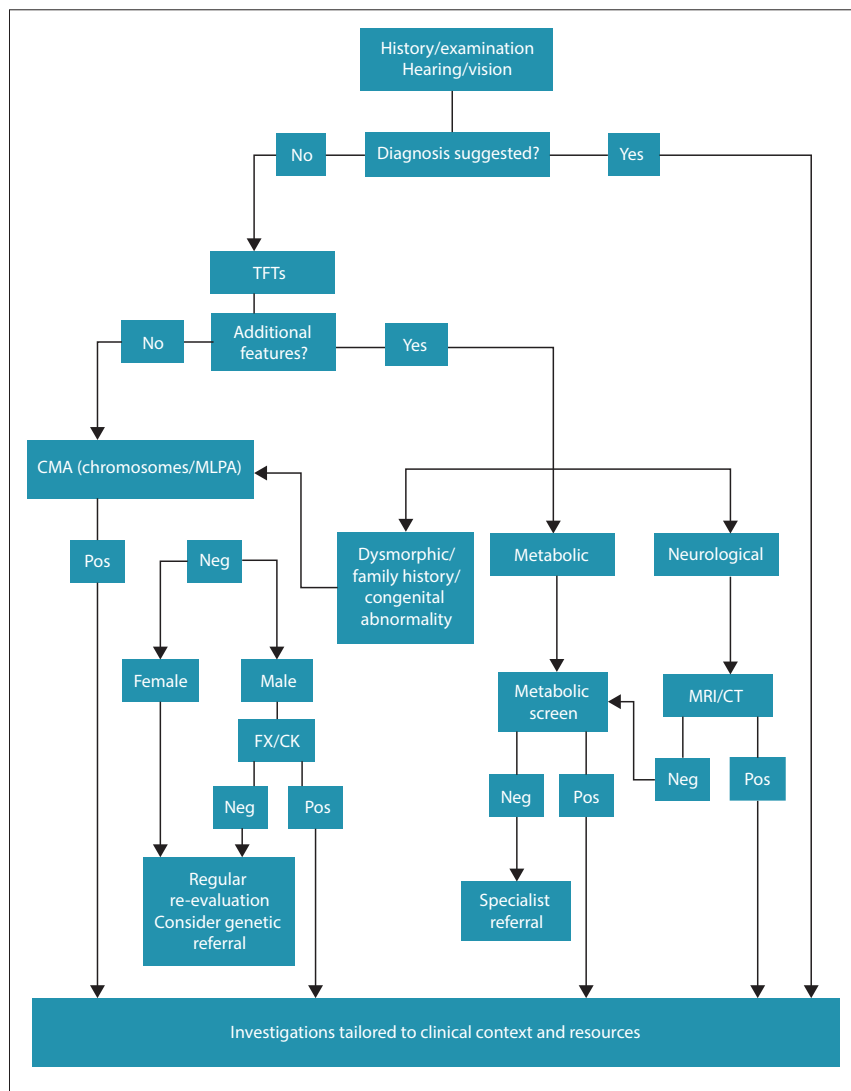 History/examination
Hearing/vision
No
Diagnosis suggested?
Yes
TFTs
No
Additional
features?
Yes
CMA (chromosomes/MLPA)
Pos
Neg
Dysmorphic/
family history/
congenital
abnormality
Metabolic
Neurological
Female
Male
Metabolic
screen
MRI/CT
FX/CK
Neg
Pos
Neg
Pos
Neg
Pos
Regular
re-evaluation
Consider genetic
referral
Specialist
referral
Investigations tailored to clinical context and resources